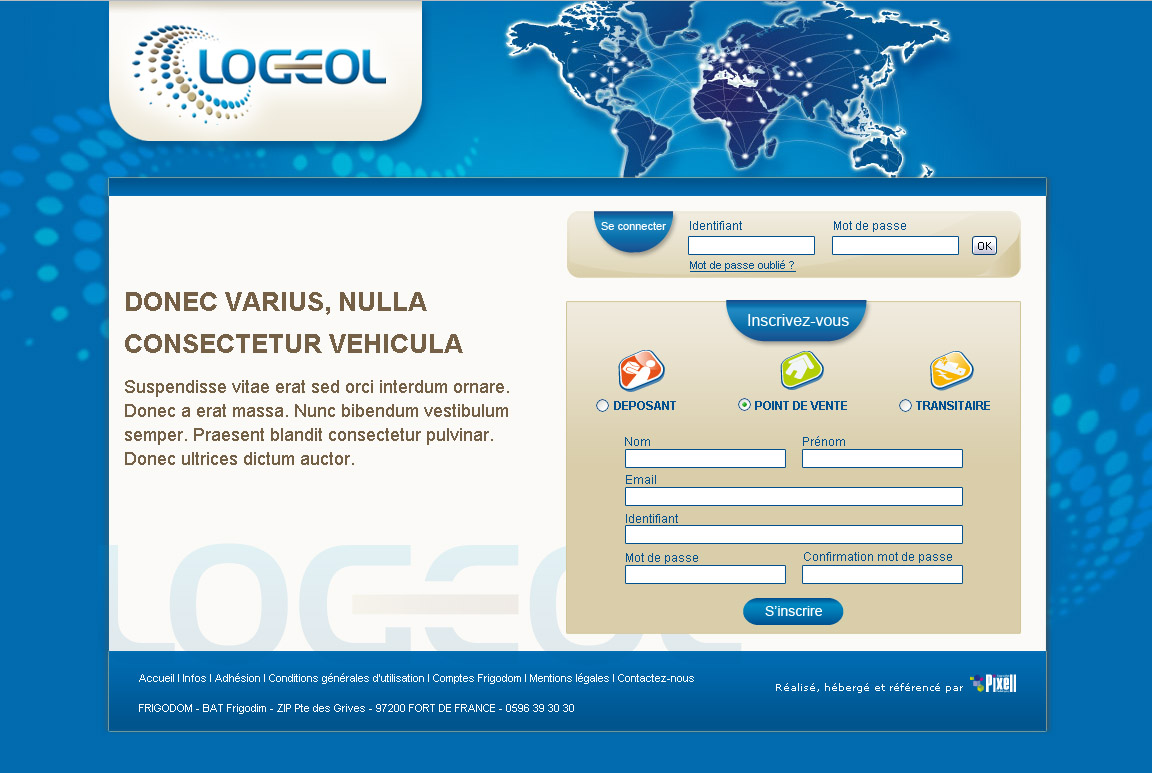 LOGEOL
Se connecter
Identifiant
Mot de passe
OK
Mot de passe oublié ?
DONEC VARIUS, NULLA
CONSECTETUR VEHICULA
Suspendisse vitae erat sed orci interdum ornare.
Donec a erat massa. Nunc bibendum vestibulum
semper. Praesent blandit consectetur pulvinar.
Donec ultrices dictum auctor.
Inscrivez-vous
DEPOSANT
POINT DE VENTE
TRANSITAIRE
Nom
Prénom
Email
Identifiant
Mot de passe
Confirmation mot de passe
S'inscrire
LOGEOL
Accueil I Infos I Adhésion I Conditions générales d'utilisation I Comptes Frigodom I Mentions légales I Contactez-nous
Réalisé, hébergé et référencé par Pixell
FRIGODOM - BAT Frigodim - ZIP Pte des Grives - 97200 FORT DE FRANCE - 0596 39 30 30